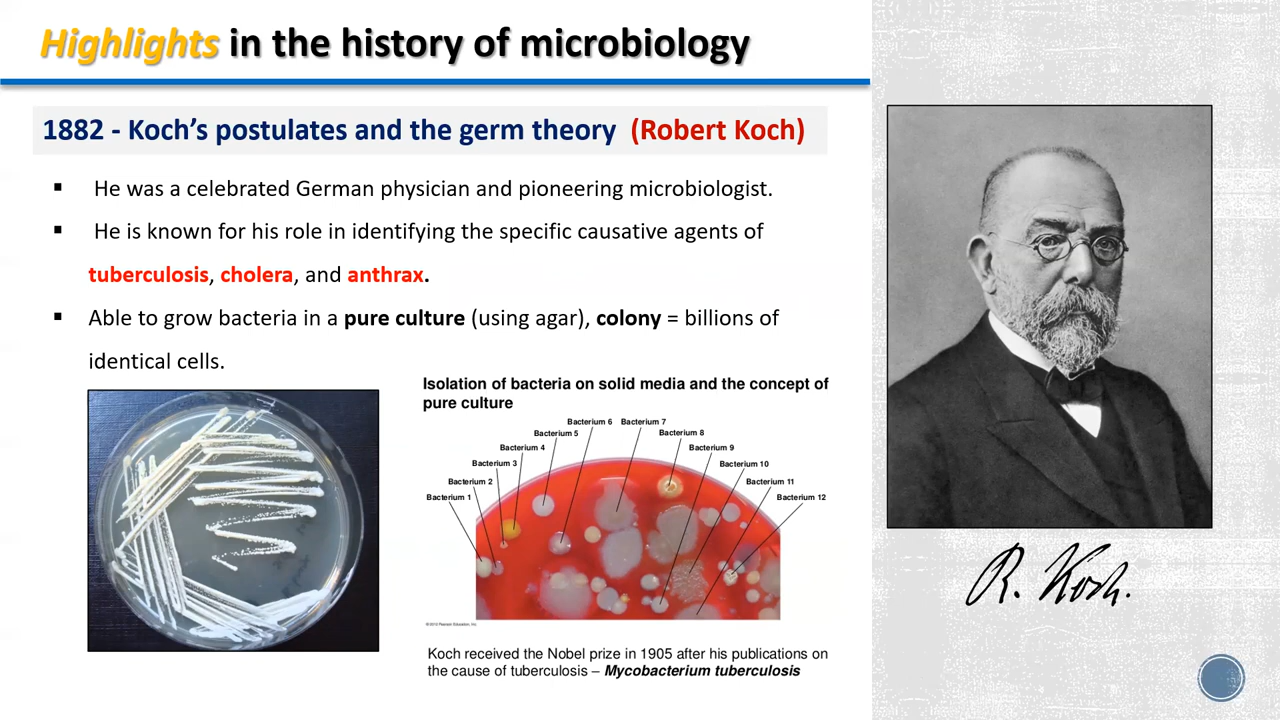 Highlights in the history of microbiology
1882 - Koch’s postulates and the germ theory (Robert Koch)
▪ He was a celebrated German physician and pioneering microbiologist.
▪ He is known for his role in identifying the specific causative agents of
tuberculosis, cholera, and anthrax.
▪ Able to grow bacteria in a pure culture (using agar), colony = billions of
identical cells.
Isolation of bacteria on solid media and the concept of
pure culture
Bacterium 6 Bacterium 7
Bacterium 5 Bacterium 8
Bacterium 4 Bacterium 9
Bacterium 3 Bacterium 10
Bacterium 2 Bacterium 11
Bacterium 1 Bacterium 12
R. Koch.
Koch received the Nobel prize in 1905 after his publications on
the cause of tuberculosis – Mycobacterium tuberculosis